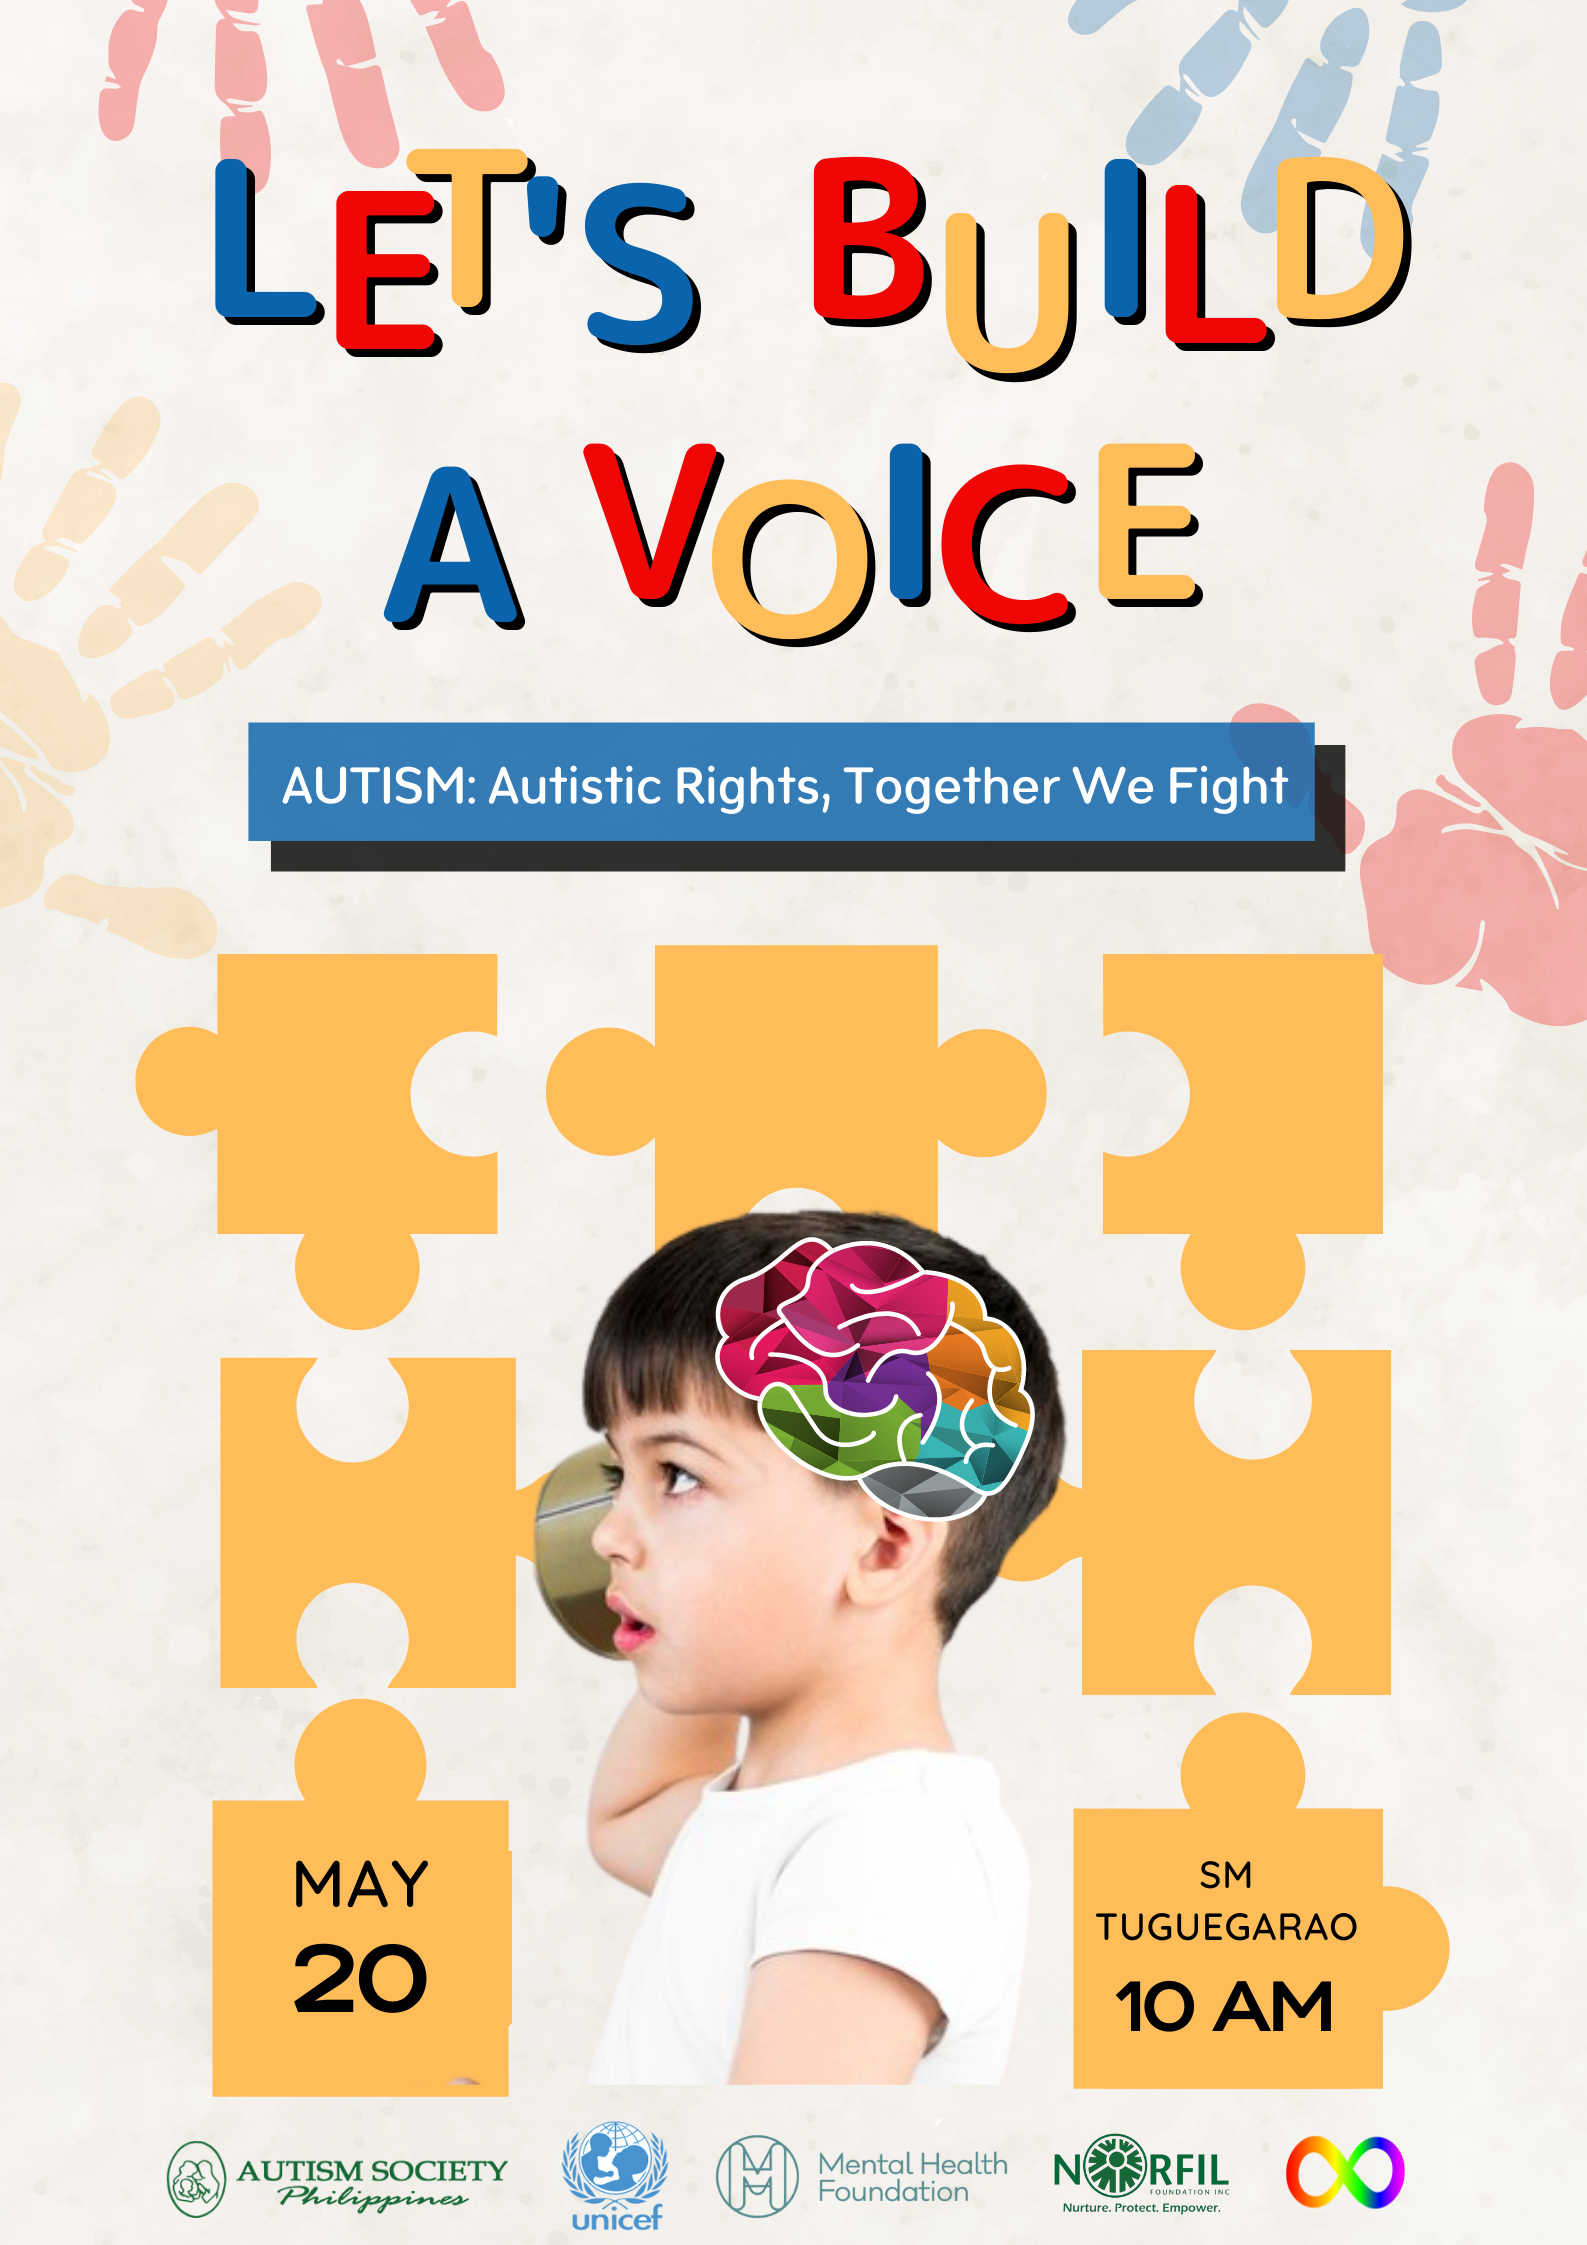 LET'S BUILD
A VOICE
AUTISM: Autistic Rights, Together We Fight
MAY
20
SM
TUGUEGARAO
10 AM
AUTISM SOCIETY
Philippines
unicef
Mental Health
Foundation
NORFIL
FOUNDATION INC
Nurture. Protect. Empower.